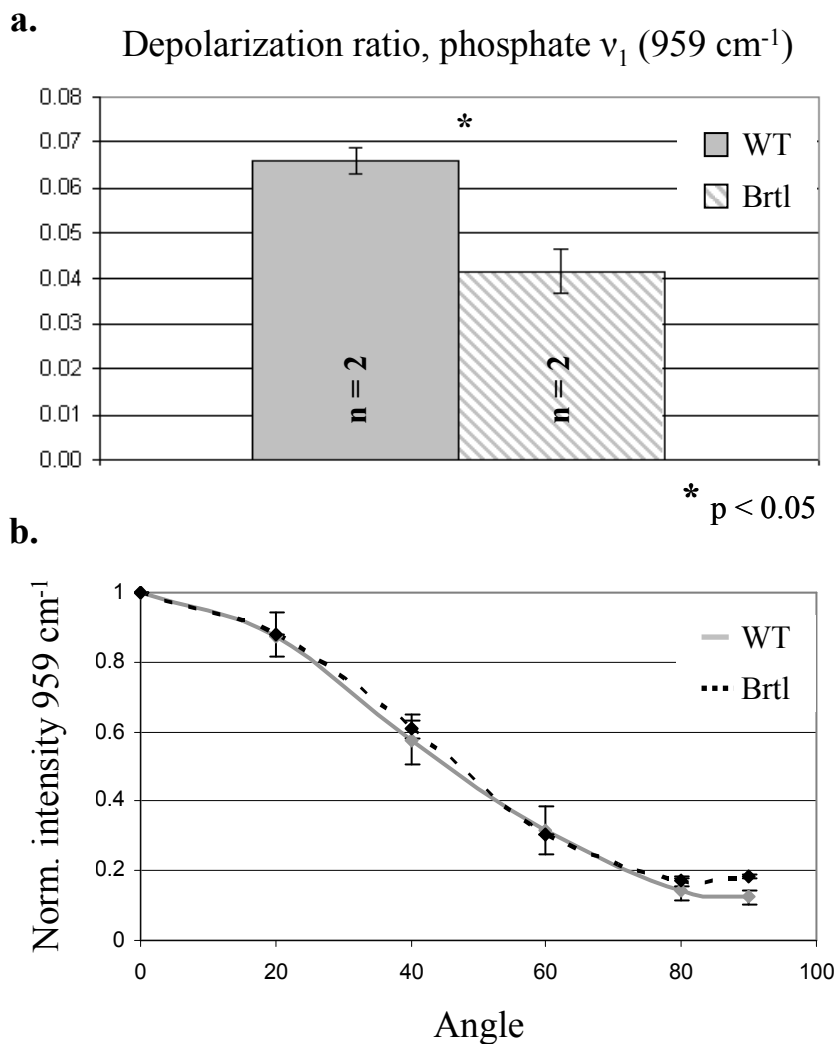 a.
Depolarization ratio, phosphate ν₁ (959 cm⁻¹)
0.08
0.07
0.06
0.05
0.04
0.03
0.02
0.01
0.00
*
WT
Brtl
n = 2
n = 2
* p < 0.05
b.
Norm. intensity 959 cm⁻¹
1
0.8
0.6
0.4
0.2
0
WT
Brtl
0 20 40 60 80 100
Angle